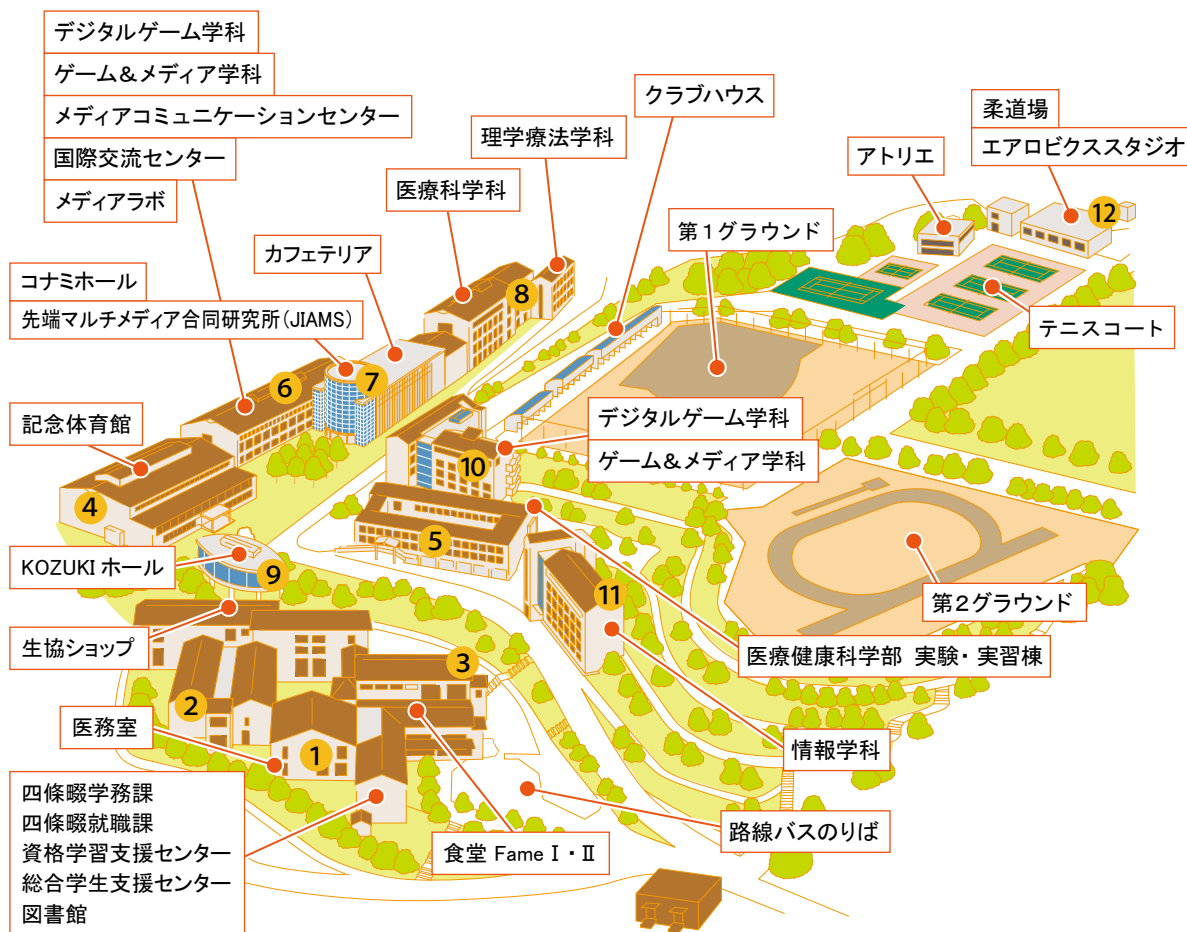 デジタルゲーム学科
ゲーム&メディア学科
メディアコミュニケーションセンター
国際交流センター
メディアラボ
クラブハウス
柔道場
エアロビクススタジオ
理学療法学科
アトリエ
医療科学科
12
第1グラウンド
カフェテリア
コナミホール
先端マルチメディア合同研究所(JIAMS)
8
テニスコート
6
7
記念体育館
デジタルゲーム学科
ゲーム&メディア学科
10
4
5
KOZUKI ホール
9
11
第2グラウンド
生協ショップ
医療健康科学部 実験・実習棟
3
2
医務室
1
情報学科
四條畷学務課
四條畷就職課
資格学習支援センター
総合学生支援センター
図書館
路線バスのりば
食堂 Fame Ⅰ・Ⅱ